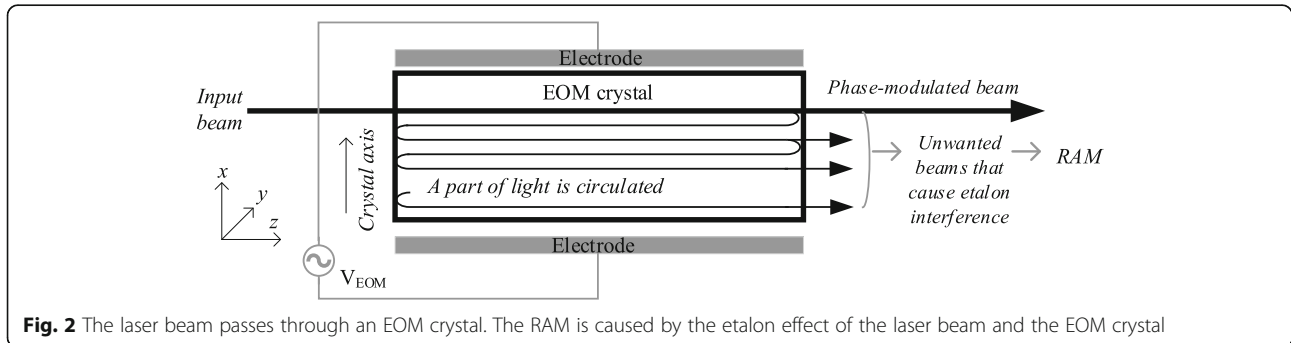 Electrode
EOM crystal
Phase-modulated beam
Input
beam
Crystal axis
Unwanted
beams that
cause etalon
interference
RAM
A part of light is circulated
x
y
z
Electrode
V_EOM
Fig. 2 The laser beam passes through an EOM crystal. The RAM is caused by the etalon effect of the laser beam and the EOM crystal